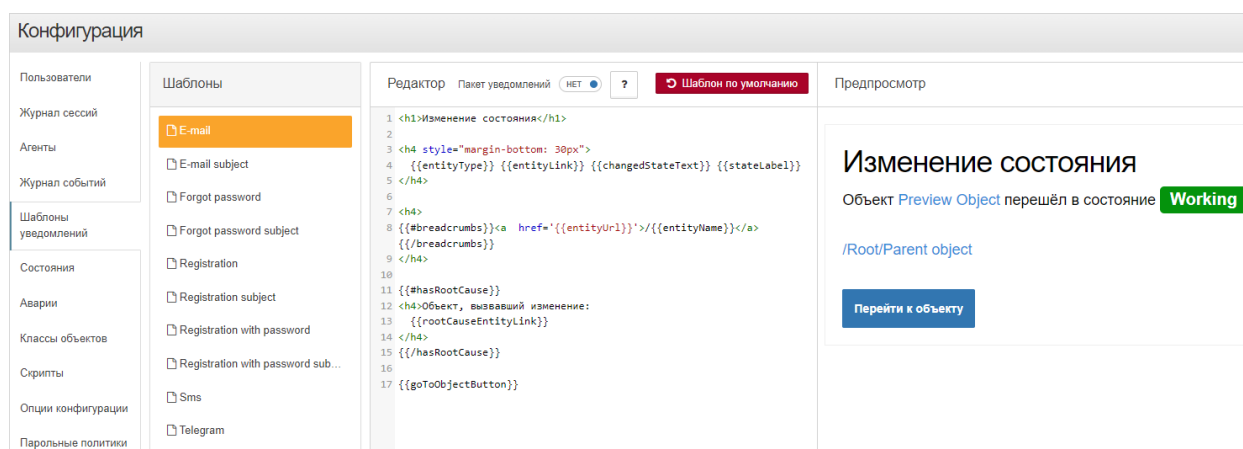 Конфигурация
Пользователи
Журнал сессий
Агенты
Журнал событий
Шаблоны
уведомлений
Состояния
Аварии
Классы объектов
Скрипты
Опции конфигурации
Парольные политики
Шаблоны
E-mail
E-mail subject
Forgot password
Forgot password subject
Registration
Registration subject
Registration with password
Registration with password sub...
Sms
Telegram
Редактор Пакет уведомлений НЕТ ? Шаблон по умолчанию
1 <h1>Изменение состояния</h1>
2
3 <h4 style="margin-bottom: 30px">
4 {{entityType}} {{entityLink}} {{changedStateText}} {{stateLabel}}
5 </h4>
6
7 <h4>
8 {{#breadcrumbs}}<a href='{{entityUrl}}'>/{{entityName}}</a>
{{/breadcrumbs}}
9 </h4>
10
11 {{#hasRootCause}}
12 <h4>Объект, вызвавший изменение:
13 {{rootCauseEntityLink}}
14 </h4>
15 {{/hasRootCause}}
16
17 {{goToObjectButton}}
Предпросмотр
Изменение состояния
Объект Preview Object перешёл в состояние Working
/Root/Parent object
Перейти к объекту